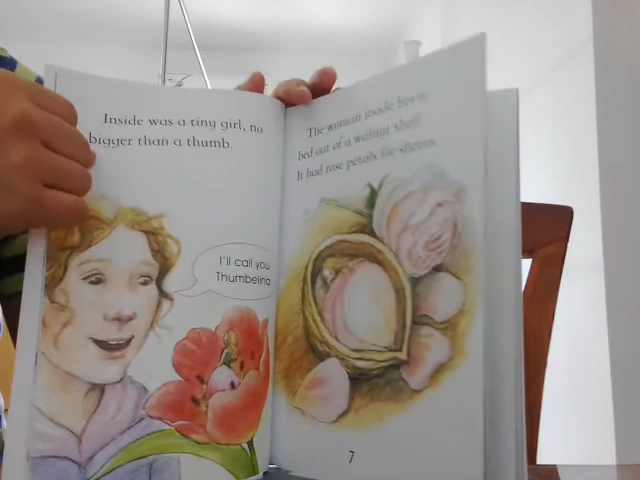 Inside was a tiny girl, no
bigger than a thumb.
I'll call you
Thumbelina
The woman made her a
bed out of a walnut shell.
It had rose petals for sheets.
7